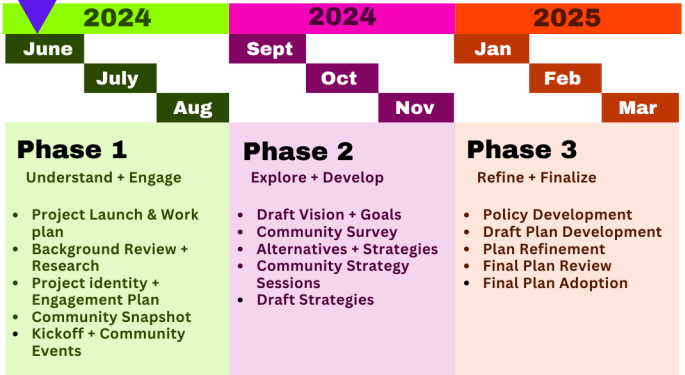 2024
2024
2025
June
Sept
Jan
July
Oct
Feb
Aug
Nov
Mar
Phase 1
Understand + Engage
• Project Launch & Work
plan
• Background Review +
Research
• Project identity +
Engagement Plan
• Community Snapshot
• Kickoff + Community
Events
Phase 2
Explore + Develop
• Draft Vision + Goals
• Community Survey
• Alternatives + Strategies
• Community Strategy
Sessions
• Draft Strategies
Phase 3
Refine + Finalize
• Policy Development
• Draft Plan Development
• Plan Refinement
• Final Plan Review
• Final Plan Adoption